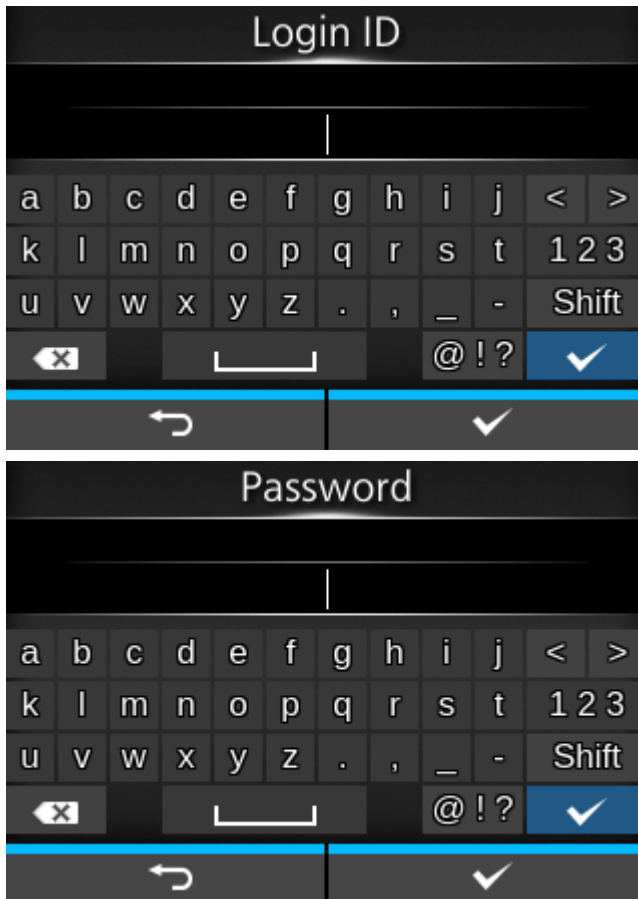 Login ID
a b c d e f g h i j < >
k l m n o p q r s t 1 2 3
u v w x y z . , _ - Shift
@ ! ?
Password
a b c d e f g h i j < >
k l m n o p q r s t 1 2 3
u v w x y z . , _ - Shift
@ ! ?